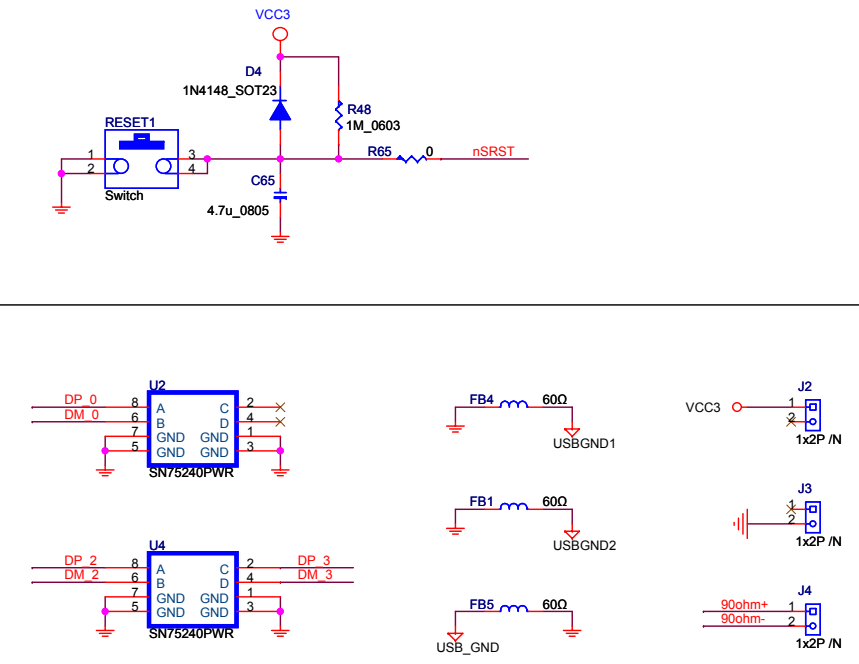 VCC3
D4
1N4148_SOT23
R48
1M_0603
RESET1
1
2
3
4
Switch
R65
0
nSRST
C65
4.7u_0805
U2
DP_0
8
A
C
2
DM_0
6
B
D
4
7
GND
GND
1
5
GND
GND
3
SN75240PWR
FB4
60Ω
USBGND1
J2
VCC3
1
2
1x2P /N
FB1
60Ω
USBGND2
J3
1
2
1x2P /N
U4
DP_2
8
A
C
2
DP_3
DM_2
6
B
D
4
DM_3
7
GND
GND
1
5
GND
GND
3
SN75240PWR
FB5
60Ω
USB_GND
J4
90ohm+
1
90ohm-
2
1x2P /N